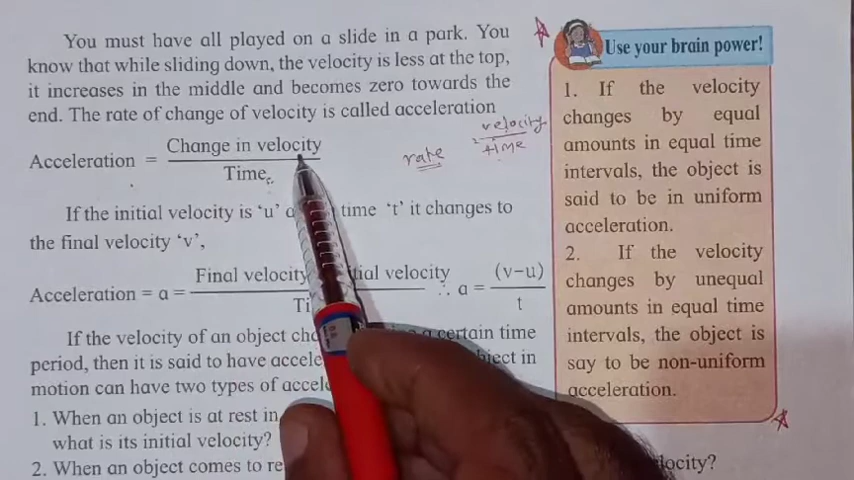 You must have all played on a slide in a park. You
know that while sliding down, the velocity is less at the top,
it increases in the middle and becomes zero towards the
end. The rate of change of velocity is called acceleration
Acceleration = Change in velocity
Time
rate
velocity
time
If the initial velocity is ‘u’ time ‘t’ it changes to
the final velocity ‘v’,
Acceleration = a = Final velocity velocity ∴ a = (v–u)
t
If the velocity of an object a certain time
period, then it is said to have
motion can have two types of
1. When an object is at rest in
what is its initial velocity?
2. When an object comes to
Use your brain power!
1. If the velocity
changes by equal
amounts in equal time
intervals, the object is
said to be in uniform
acceleration.
2. If the velocity
changes by unequal
amounts in equal time
intervals, the object is
say to be non-uniform
acceleration.